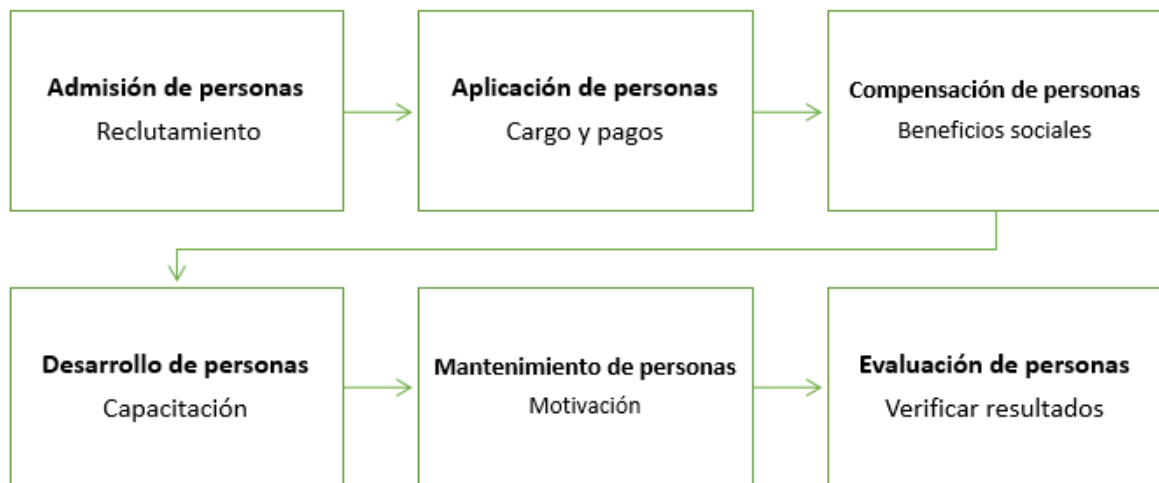 Admisión de personas
Reclutamiento
Aplicación de personas
Cargo y pagos
Compensación de personas
Beneficios sociales
Desarrollo de personas
Capacitación
Mantenimiento de personas
Motivación
Evaluación de personas
Verificar resultados